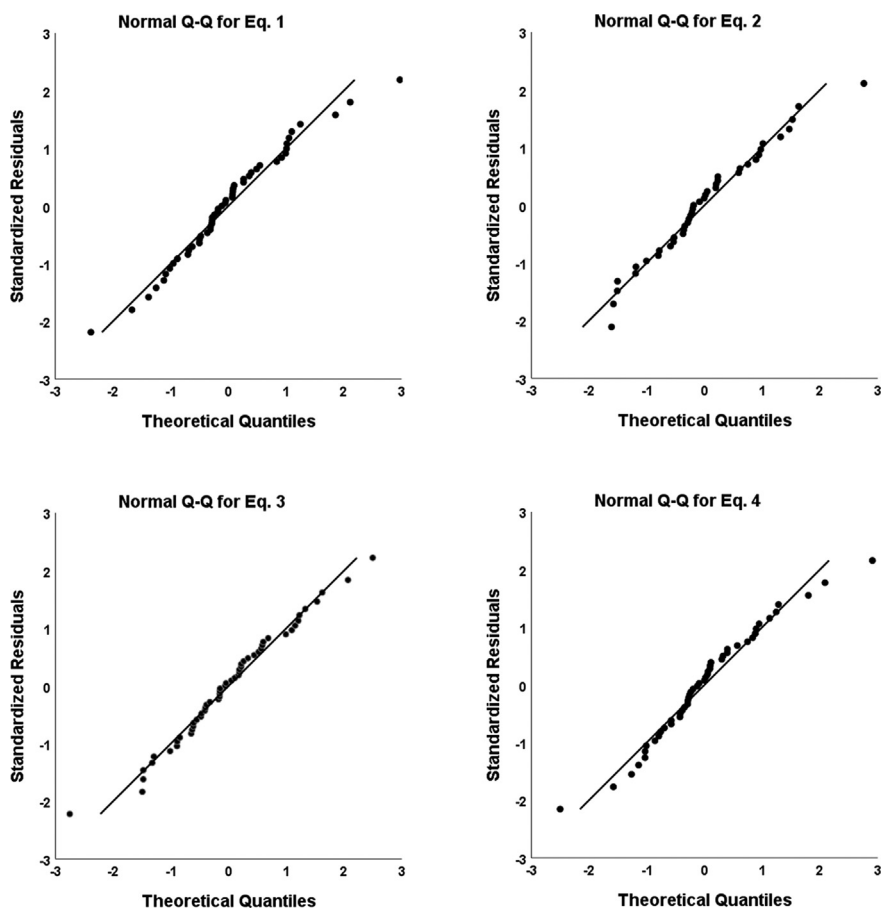 Normal Q-Q for Eq. 1
3
2
1
0
-1
-2
-3
Standardized Residuals
-3 -2 -1 0 1 2 3
Theoretical Quantiles
Normal Q-Q for Eq. 2
3
2
1
0
-1
-2
-3
Standardized Residuals
-3 -2 -1 0 1 2 3
Theoretical Quantiles
Normal Q-Q for Eq. 3
3
2
1
0
-1
-2
-3
Standardized Residuals
-3 -2 -1 0 1 2 3
Theoretical Quantiles
Normal Q-Q for Eq. 4
3
2
1
0
-1
-2
-3
Standardized Residuals
-3 -2 -1 0 1 2 3
Theoretical Quantiles